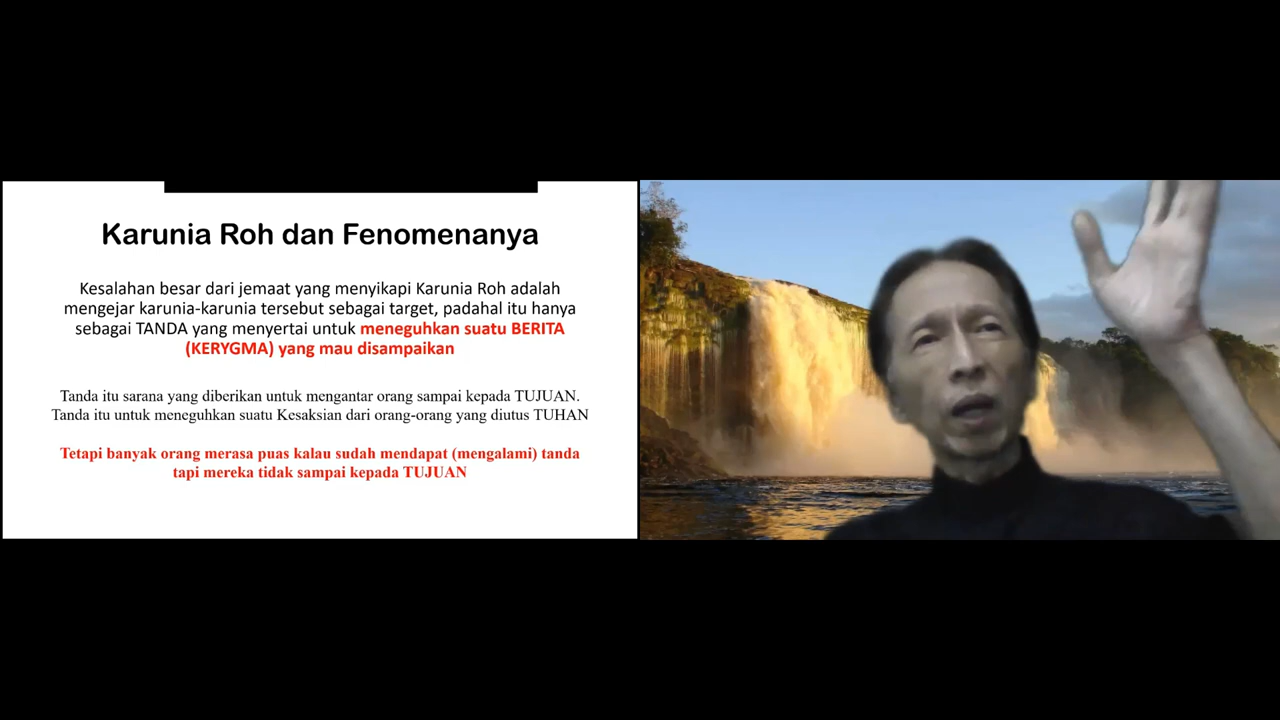 Karunia Roh dan Fenomenanya
Kesalahan besar dari jemaat yang menyikapi Karunia Roh adalah
mengejar karunia-karunia tersebut sebagai target, padahal itu hanya
sebagai TANDA yang menyertai untuk meneguhkan suatu BERITA
(KERYGMA) yang mau disampaikan
Tanda itu sarana yang diberikan untuk mengantar orang sampai kepada TUJUAN.
Tanda itu untuk meneguhkan suatu Kesaksian dari orang-orang yang diutus TUHAN
Tetapi banyak orang merasa puas kalau sudah mendapat (mengalami) tanda
tapi mereka tidak sampai kepada TUJUAN